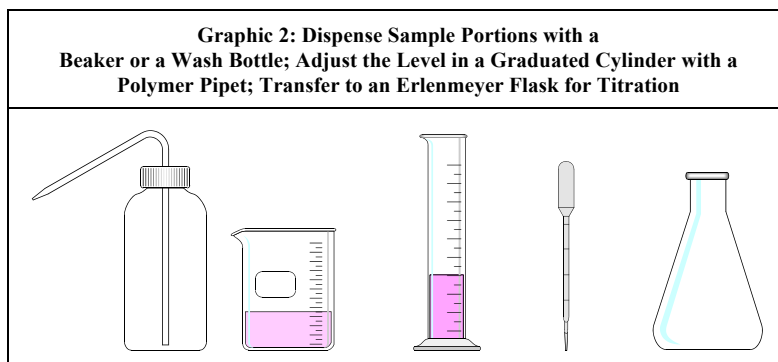 Graphic 2: Dispense Sample Portions with a
Beaker or a Wash Bottle; Adjust the Level in a Graduated Cylinder with a
Polymer Pipet; Transfer to an Erlenmeyer Flask for Titration